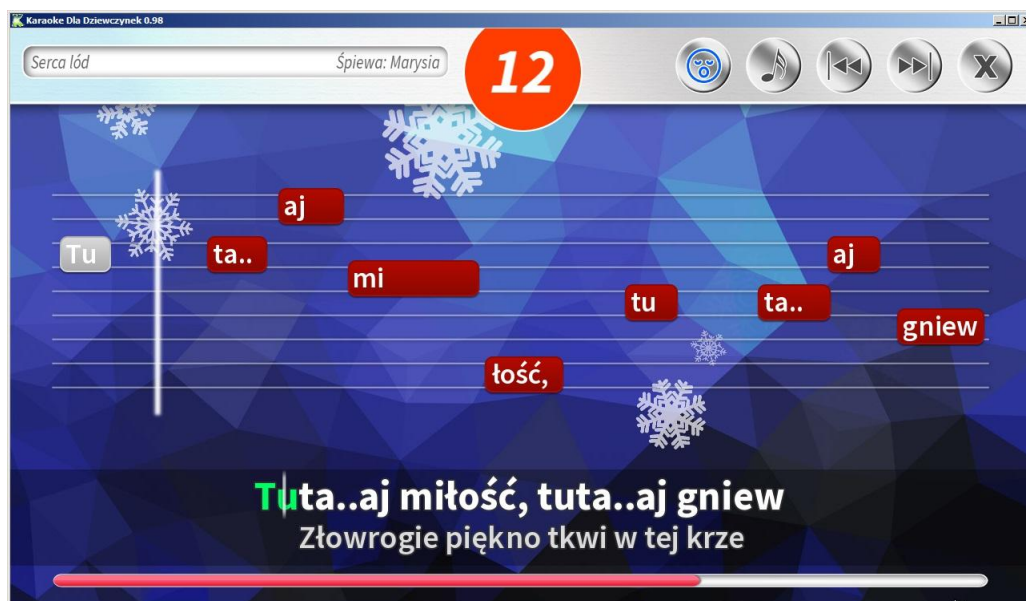 Karaoke Dla Dziewczynek 0.98
Serca lód
Śpiewa: Marysia
12
X
aj
Tu
ta..
aj
mi
tu
ta..
gniew
łość,
Tuta..aj miłość, tuta..aj gniew
Złowrogie piękno tkwi w tej krze